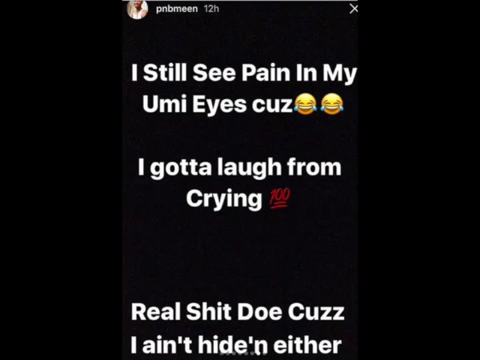 pnbmeen 12h
I Still See Pain In My
Umi Eyes cuz😂😂
I gotta laugh from
Crying 💯
Real Shit Doe Cuzz
I ain't hide'n either